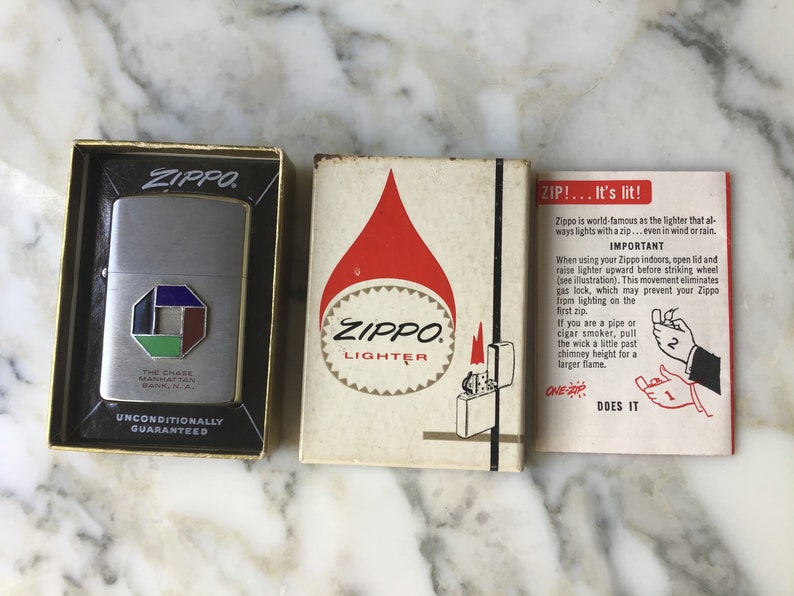 ZIPPO®
THE CHASE
MANHATTAN
BANK, N.A.
UNCONDITIONALLY
GUARANTEED
ZIPPO®
LIGHTER
ZIP!...It's lit!
Zippo is world-famous as the lighter that al-
ways lights with a zip...even in wind or rain.
IMPORTANT
When using your Zippo indoors, open lid and
raise lighter upward before striking wheel
(see illustration). This movement eliminates
gas lock, which may prevent your Zippo
from lighting on the
first zip.
If you are a pipe or
cigar smoker, pull
the wick a little past
chimney height for a
larger flame.
2
1
ONE-ZIP
DOES IT